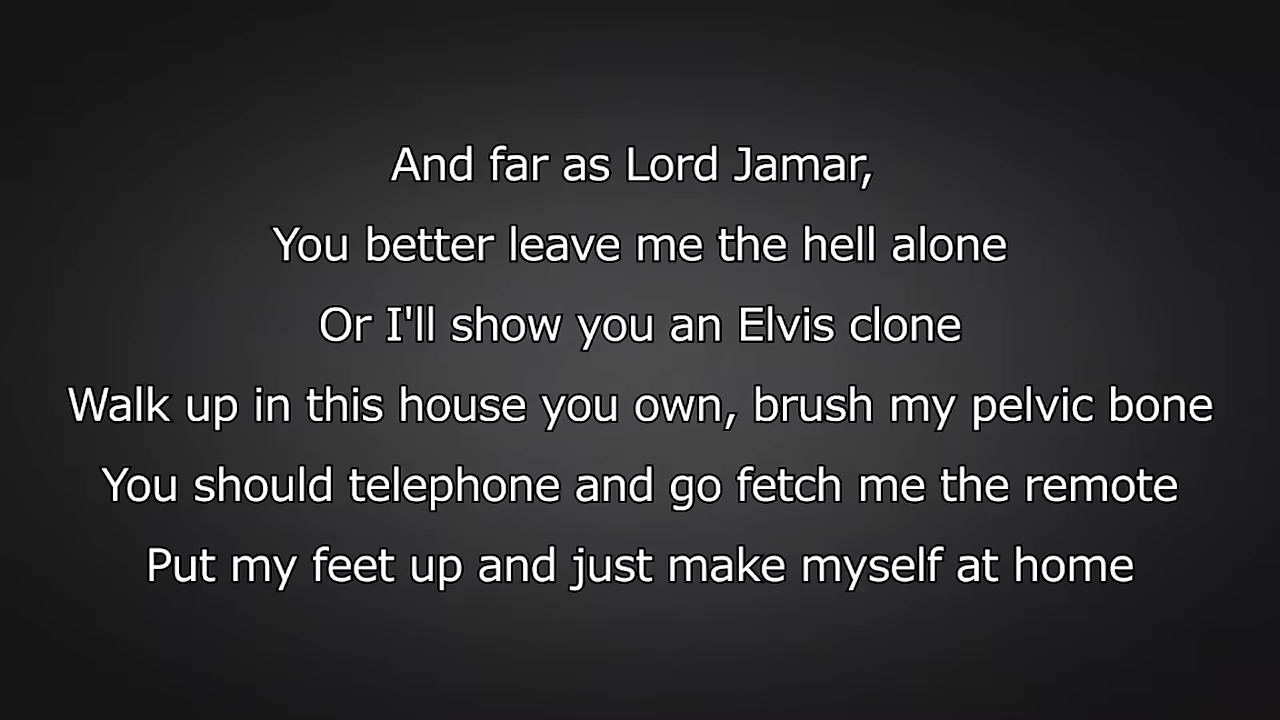 And far as Lord Jamar,
You better leave me the hell alone
Or I'll show you an Elvis clone
Walk up in this house you own, brush my pelvic bone
You should telephone and go fetch me the remote
Put my feet up and just make myself at home